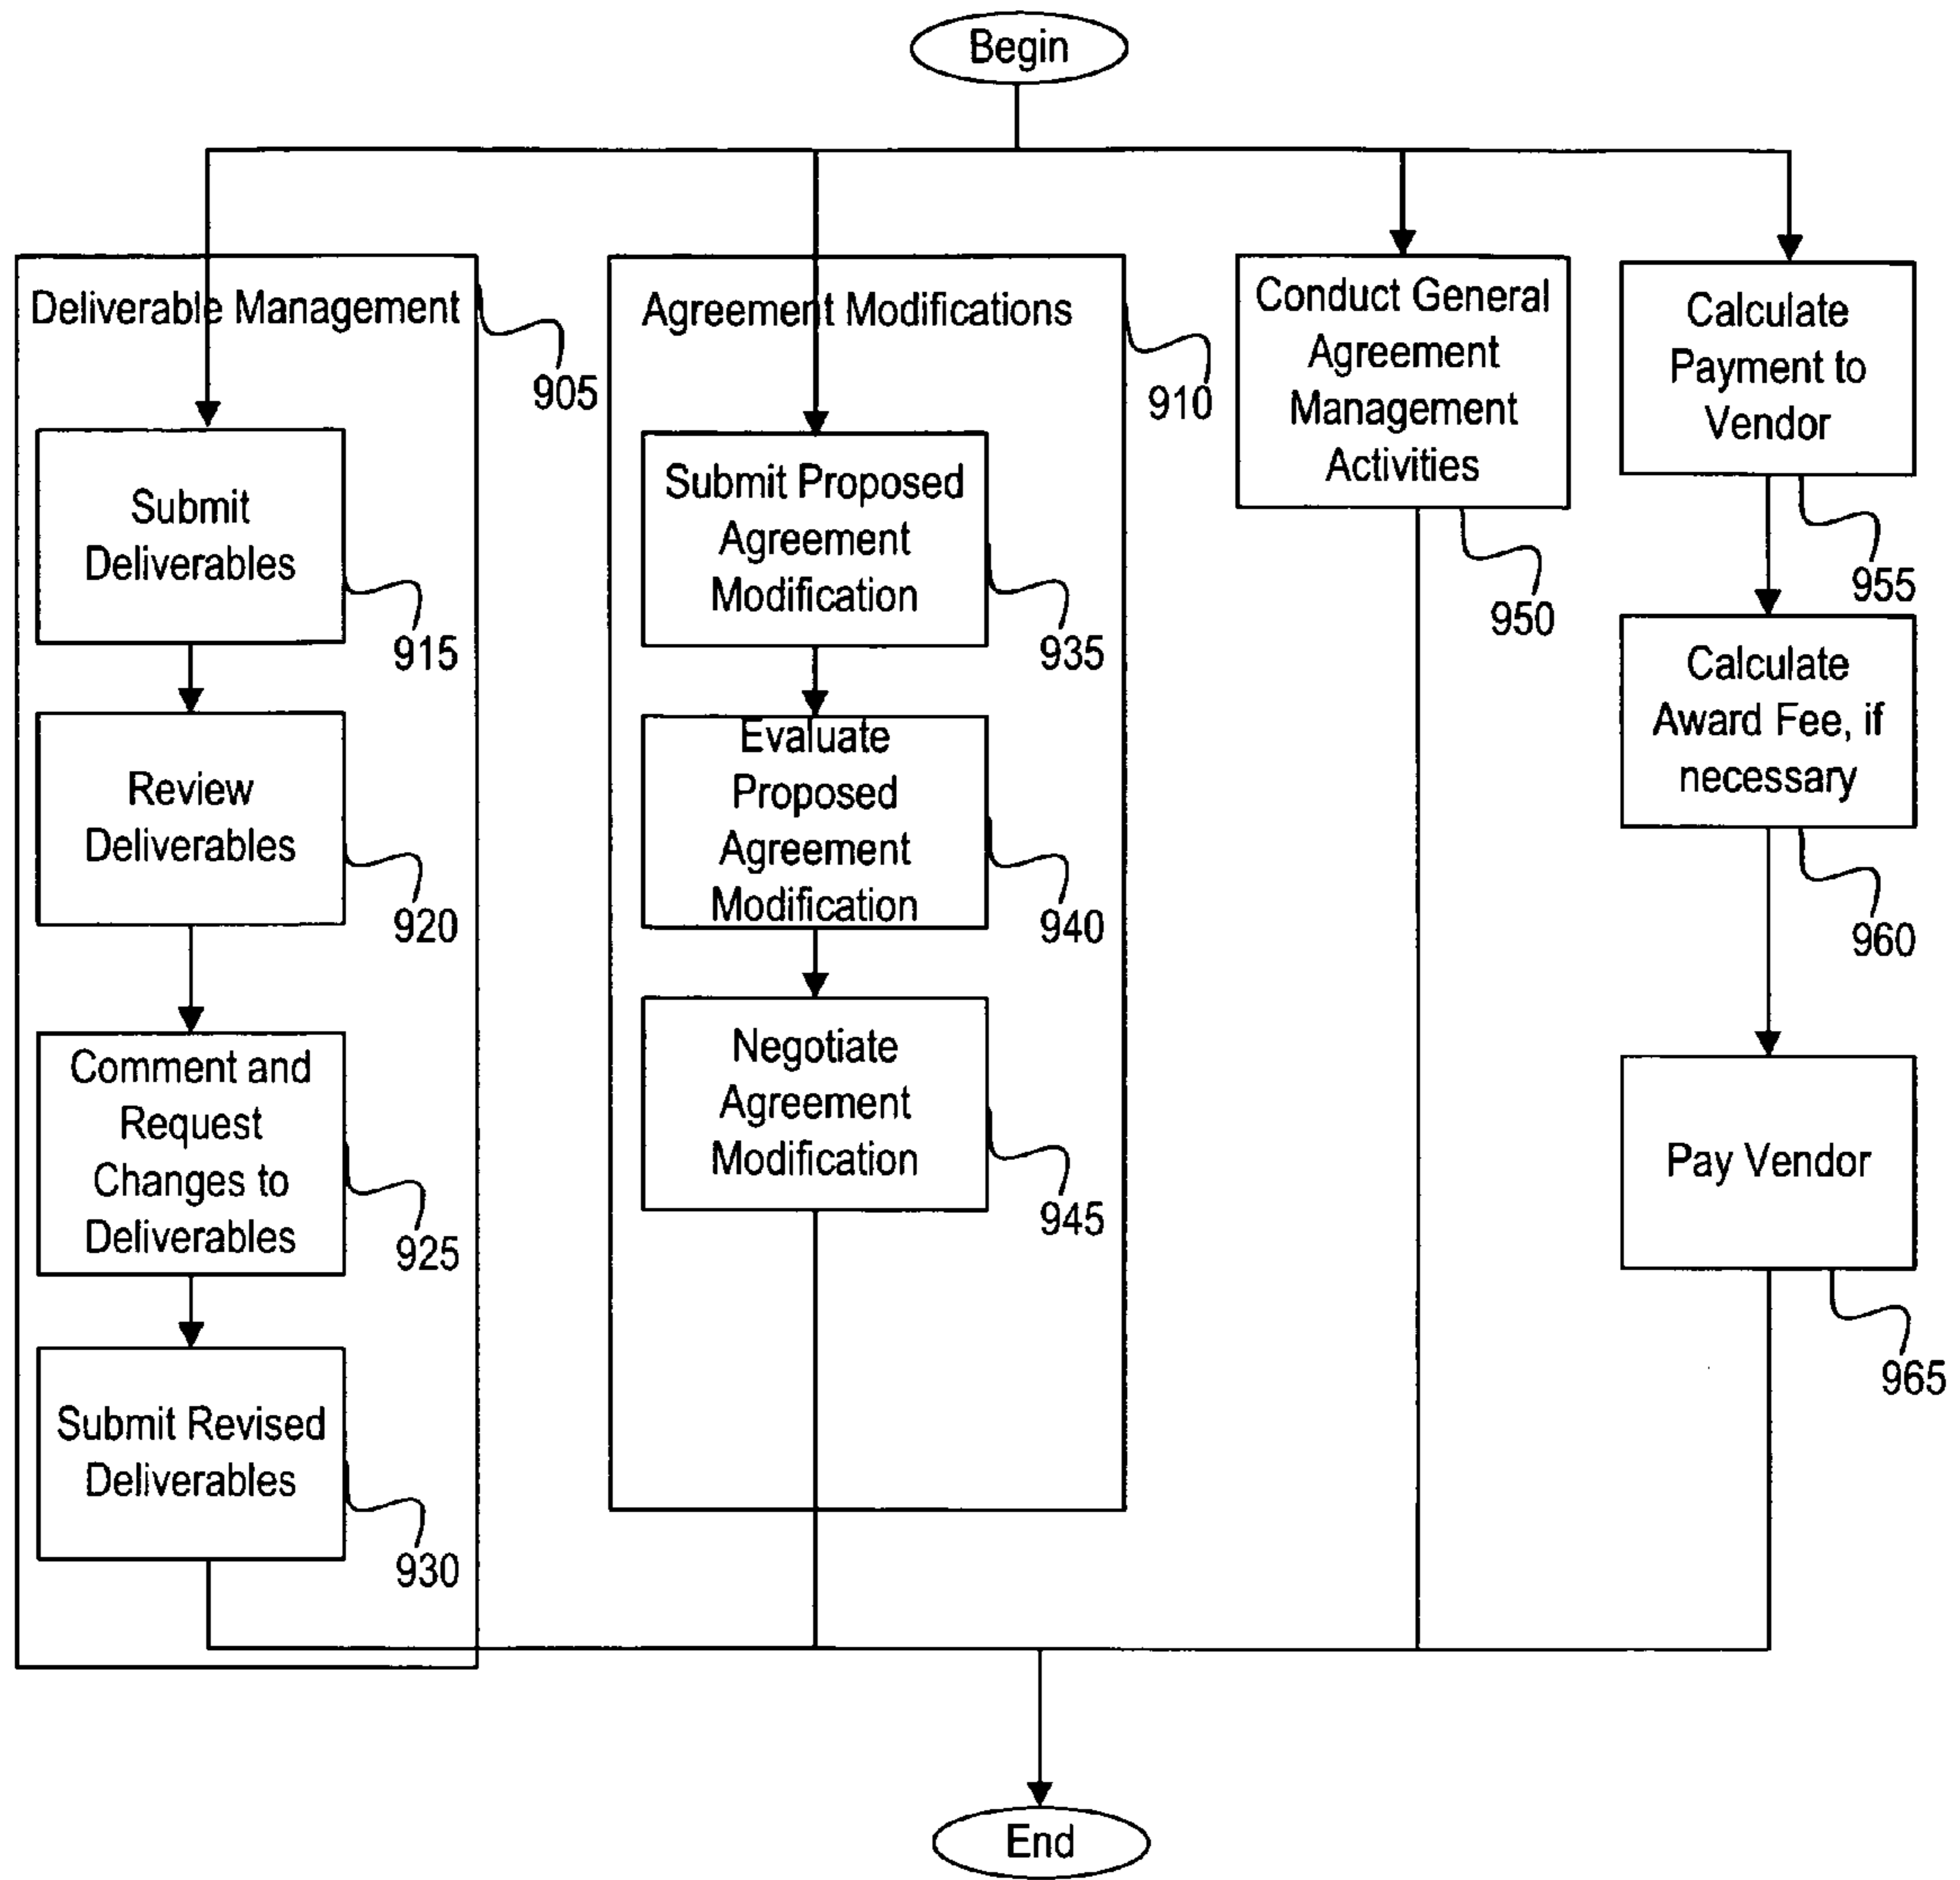 Begin
Deliverable Management
905
Submit
Deliverables
915
Review
Deliverables
920
Comment and
Request
Changes to
Deliverables
925
Submit Revised
Deliverables
930
Agreement Modifications
910
Submit Proposed
Agreement
Modification
935
Evaluate
Proposed
Agreement
Modification
940
Negotiate
Agreement
Modification
945
Conduct General
Agreement
Management
Activities
950
Calculate
Payment to
Vendor
955
Calculate
Award Fee, if
necessary
960
Pay Vendor
965
End